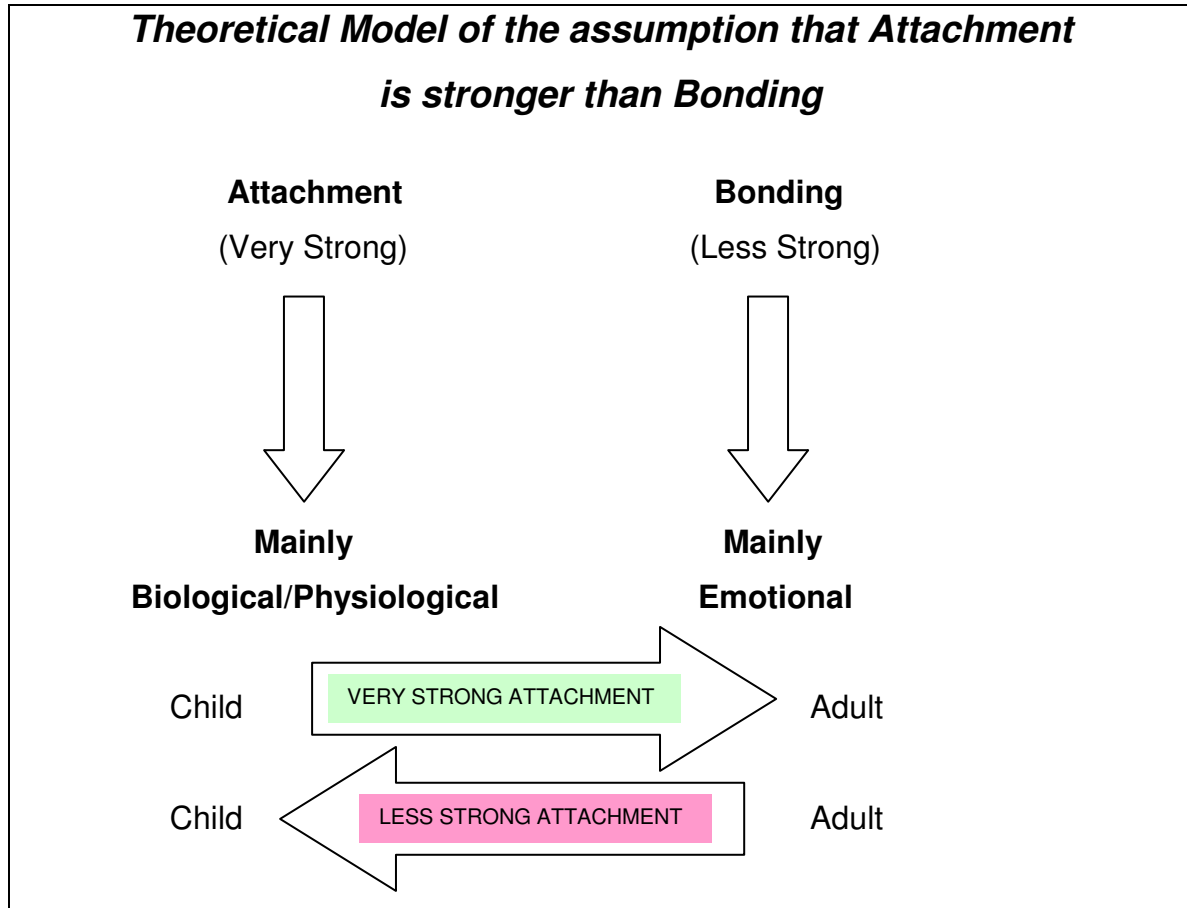 Theoretical Model of the assumption that Attachment
is stronger than Bonding
Attachment
(Very Strong)
Bonding
(Less Strong)
Mainly
Biological/Physiological
Mainly
Emotional
Child
VERY STRONG ATTACHMENT
Adult
Child
LESS STRONG ATTACHMENT
Adult